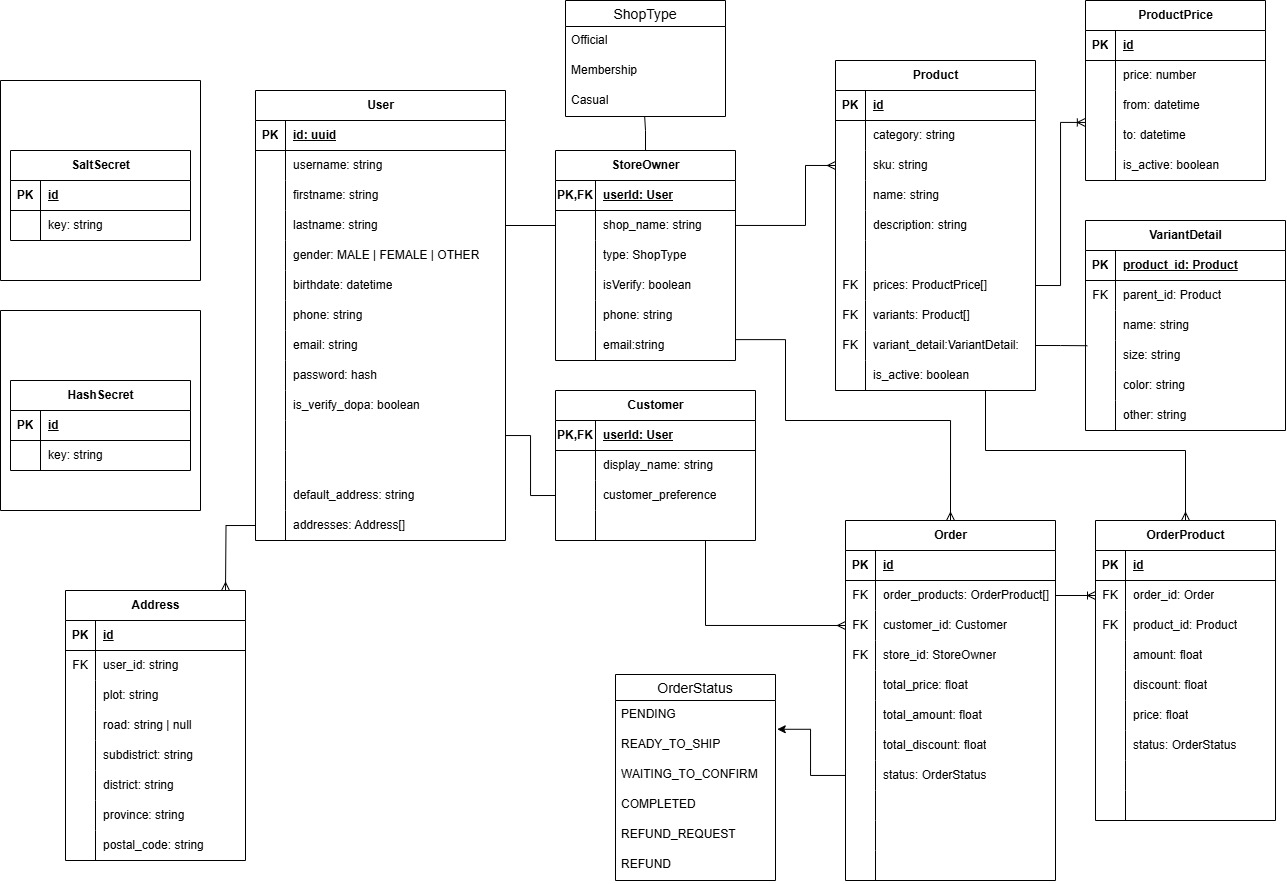 ShopType
Official
Membership
Casual
ProductPrice
PK id
price: number
from: datetime
to: datetime
is_active: boolean
Product
PK id
category: string
sku: string
name: string
description: string
FK prices: ProductPrice[]
FK variants: Product[]
FK variant_detail:VariantDetail:
is_active: boolean
User
PK id: uuid
username: string
firstname: string
lastname: string
gender: MALE | FEMALE | OTHER
birthdate: datetime
phone: string
email: string
password: hash
is_verify_dopa: boolean
default_address: string
addresses: Address[]
SaltSecret
PK id
key: string
StoreOwner
PK,FK userId: User
shop_name: string
type: ShopType
isVerify: boolean
phone: string
email:string
VariantDetail
PK product_id: Product
FK parent_id: Product
name: string
size: string
color: string
other: string
HashSecret
PK id
key: string
Customer
PK,FK userId: User
display_name: string
customer_preference
Order
PK id
FK order_products: OrderProduct[]
FK customer_id: Customer
FK store_id: StoreOwner
total_price: float
total_amount: float
total_discount: float
status: OrderStatus
OrderProduct
PK id
FK order_id: Order
FK product_id: Product
amount: float
discount: float
price: float
status: OrderStatus
Address
PK id
FK user_id: string
plot: string
road: string | null
subdistrict: string
district: string
province: string
postal_code: string
OrderStatus
PENDING
READY_TO_SHIP
WAITING_TO_CONFIRM
COMPLETED
REFUND_REQUEST
REFUND